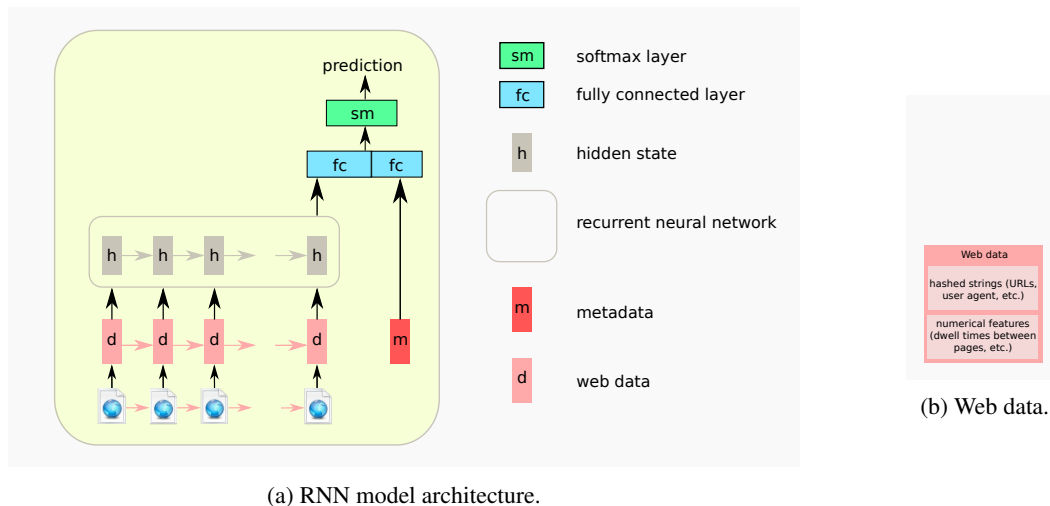 prediction
sm
fc fc
h h h h
d d d d m
sm softmax layer
fc fully connected layer
h hidden state
recurrent neural network
m metadata
d web data
(a) RNN model architecture.
Web data
hashed strings (URLs,
user agent, etc.)
numerical features
(dwell times between
pages, etc.)
(b) Web data.